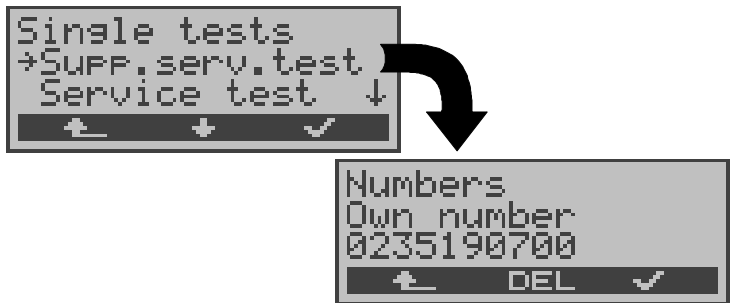 Single tests
→Supp.serv.test
Service test ↓
Numbers
Own number
0235190700
DEL